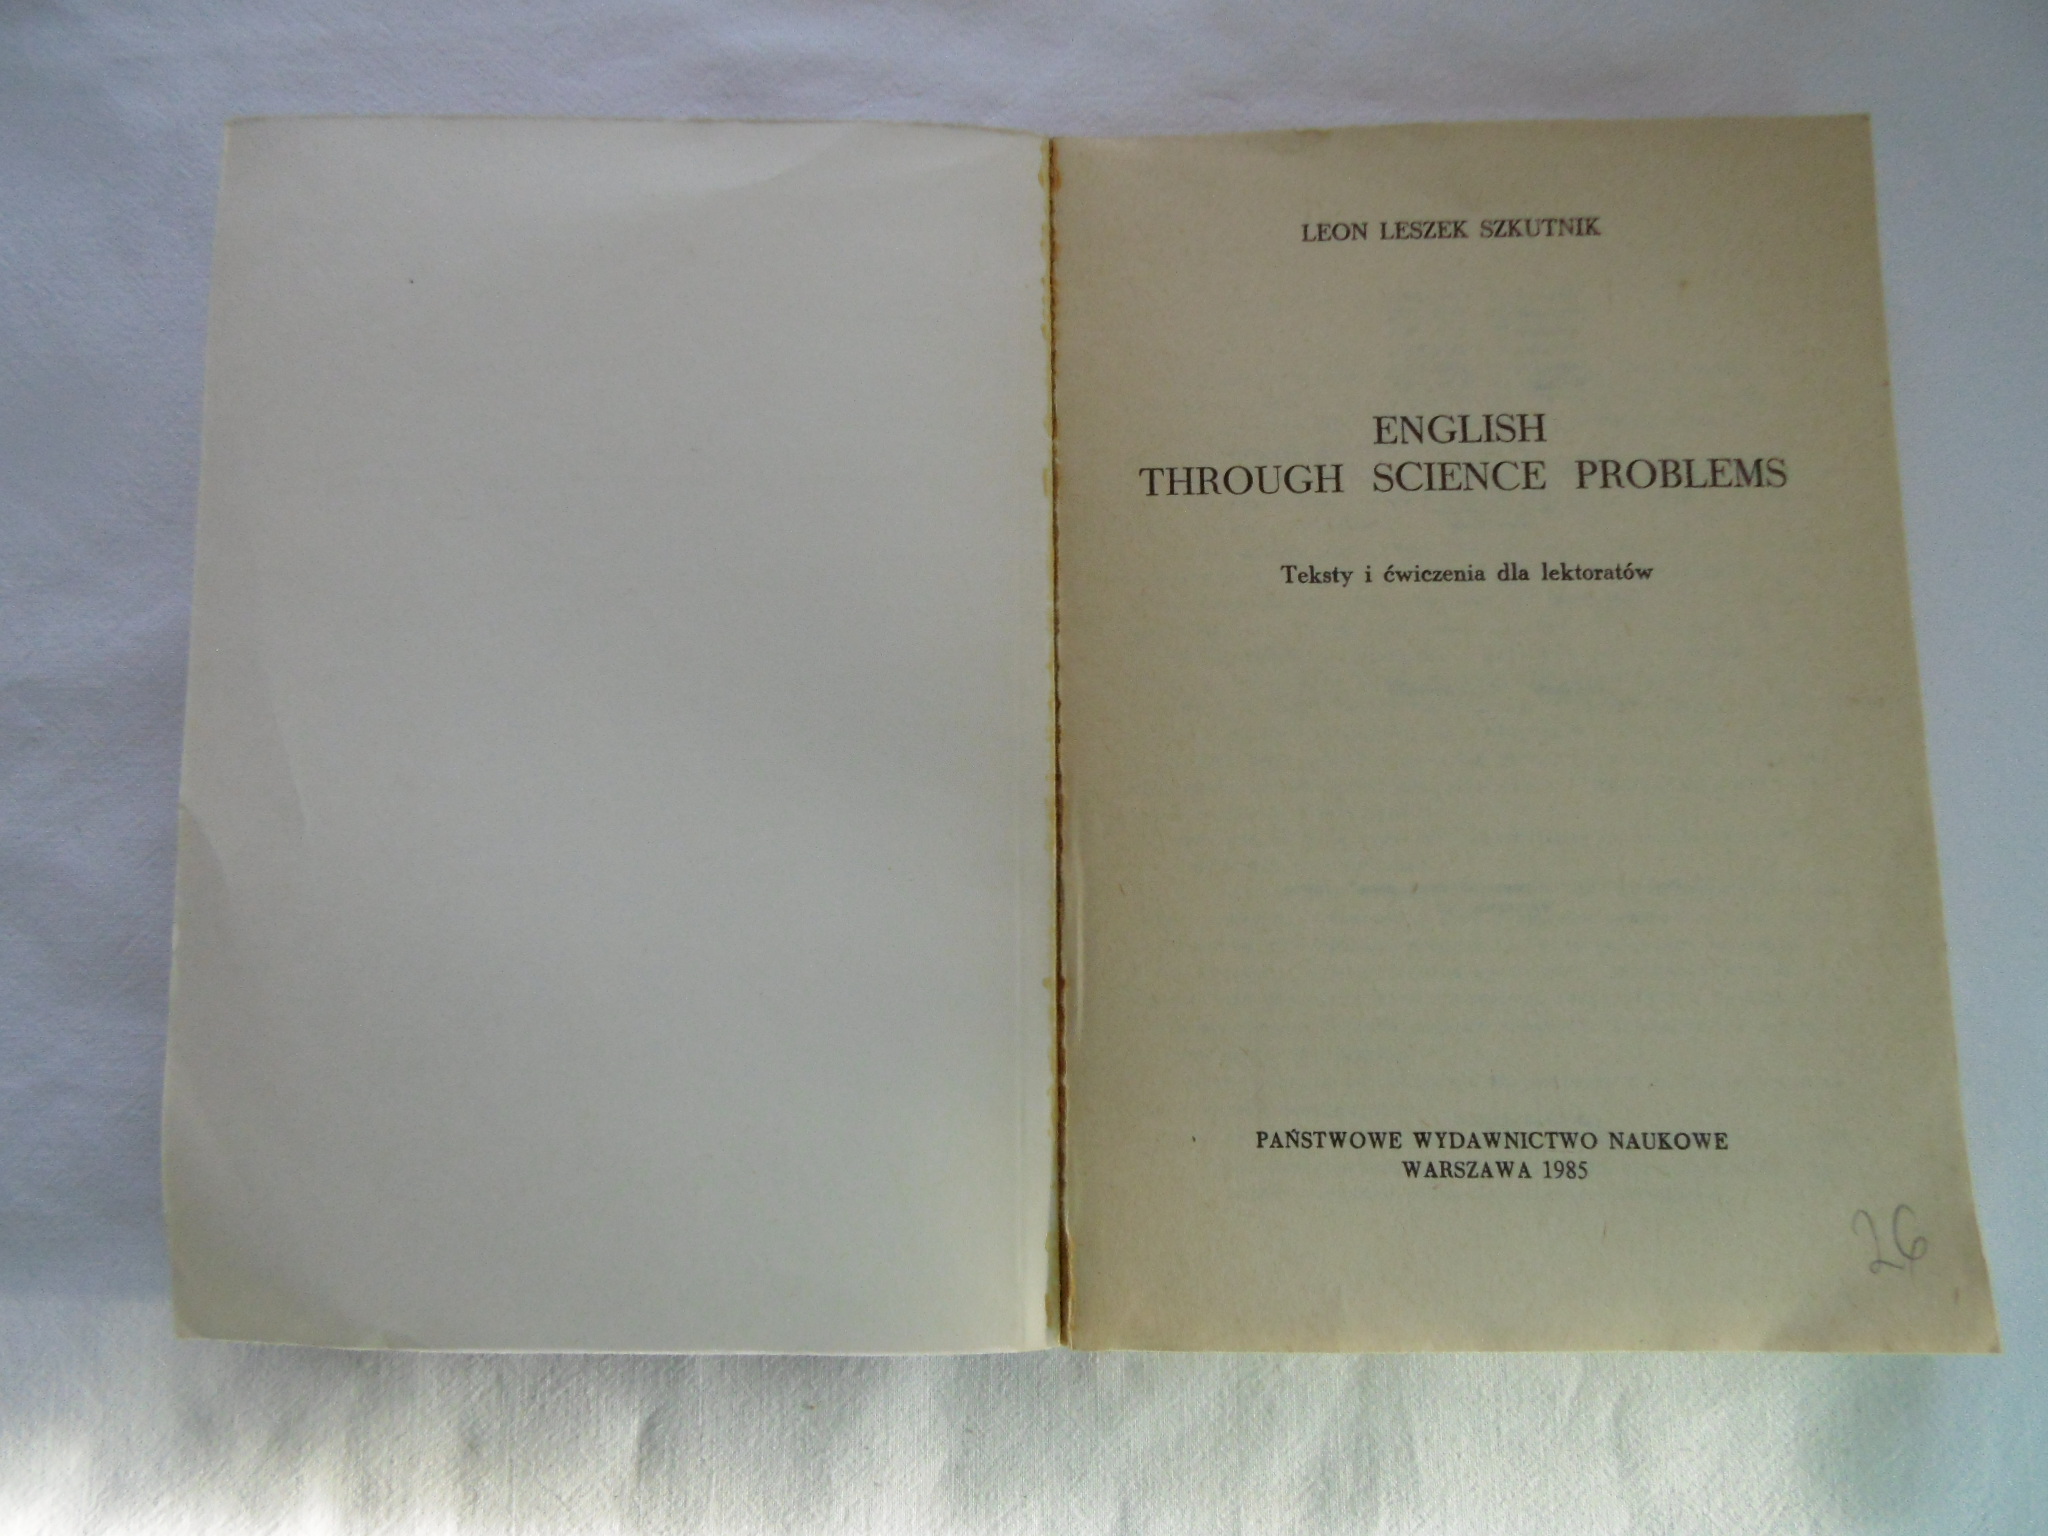 LEON LESZEK SZKUTNIK
ENGLISH
THROUGH SCIENCE PROBLEMS
Teksty i ćwiczenia dla lektoratów
PAŃSTWOWE WYDAWNICTWO NAUKOWE
WARSZAWA 1985
26